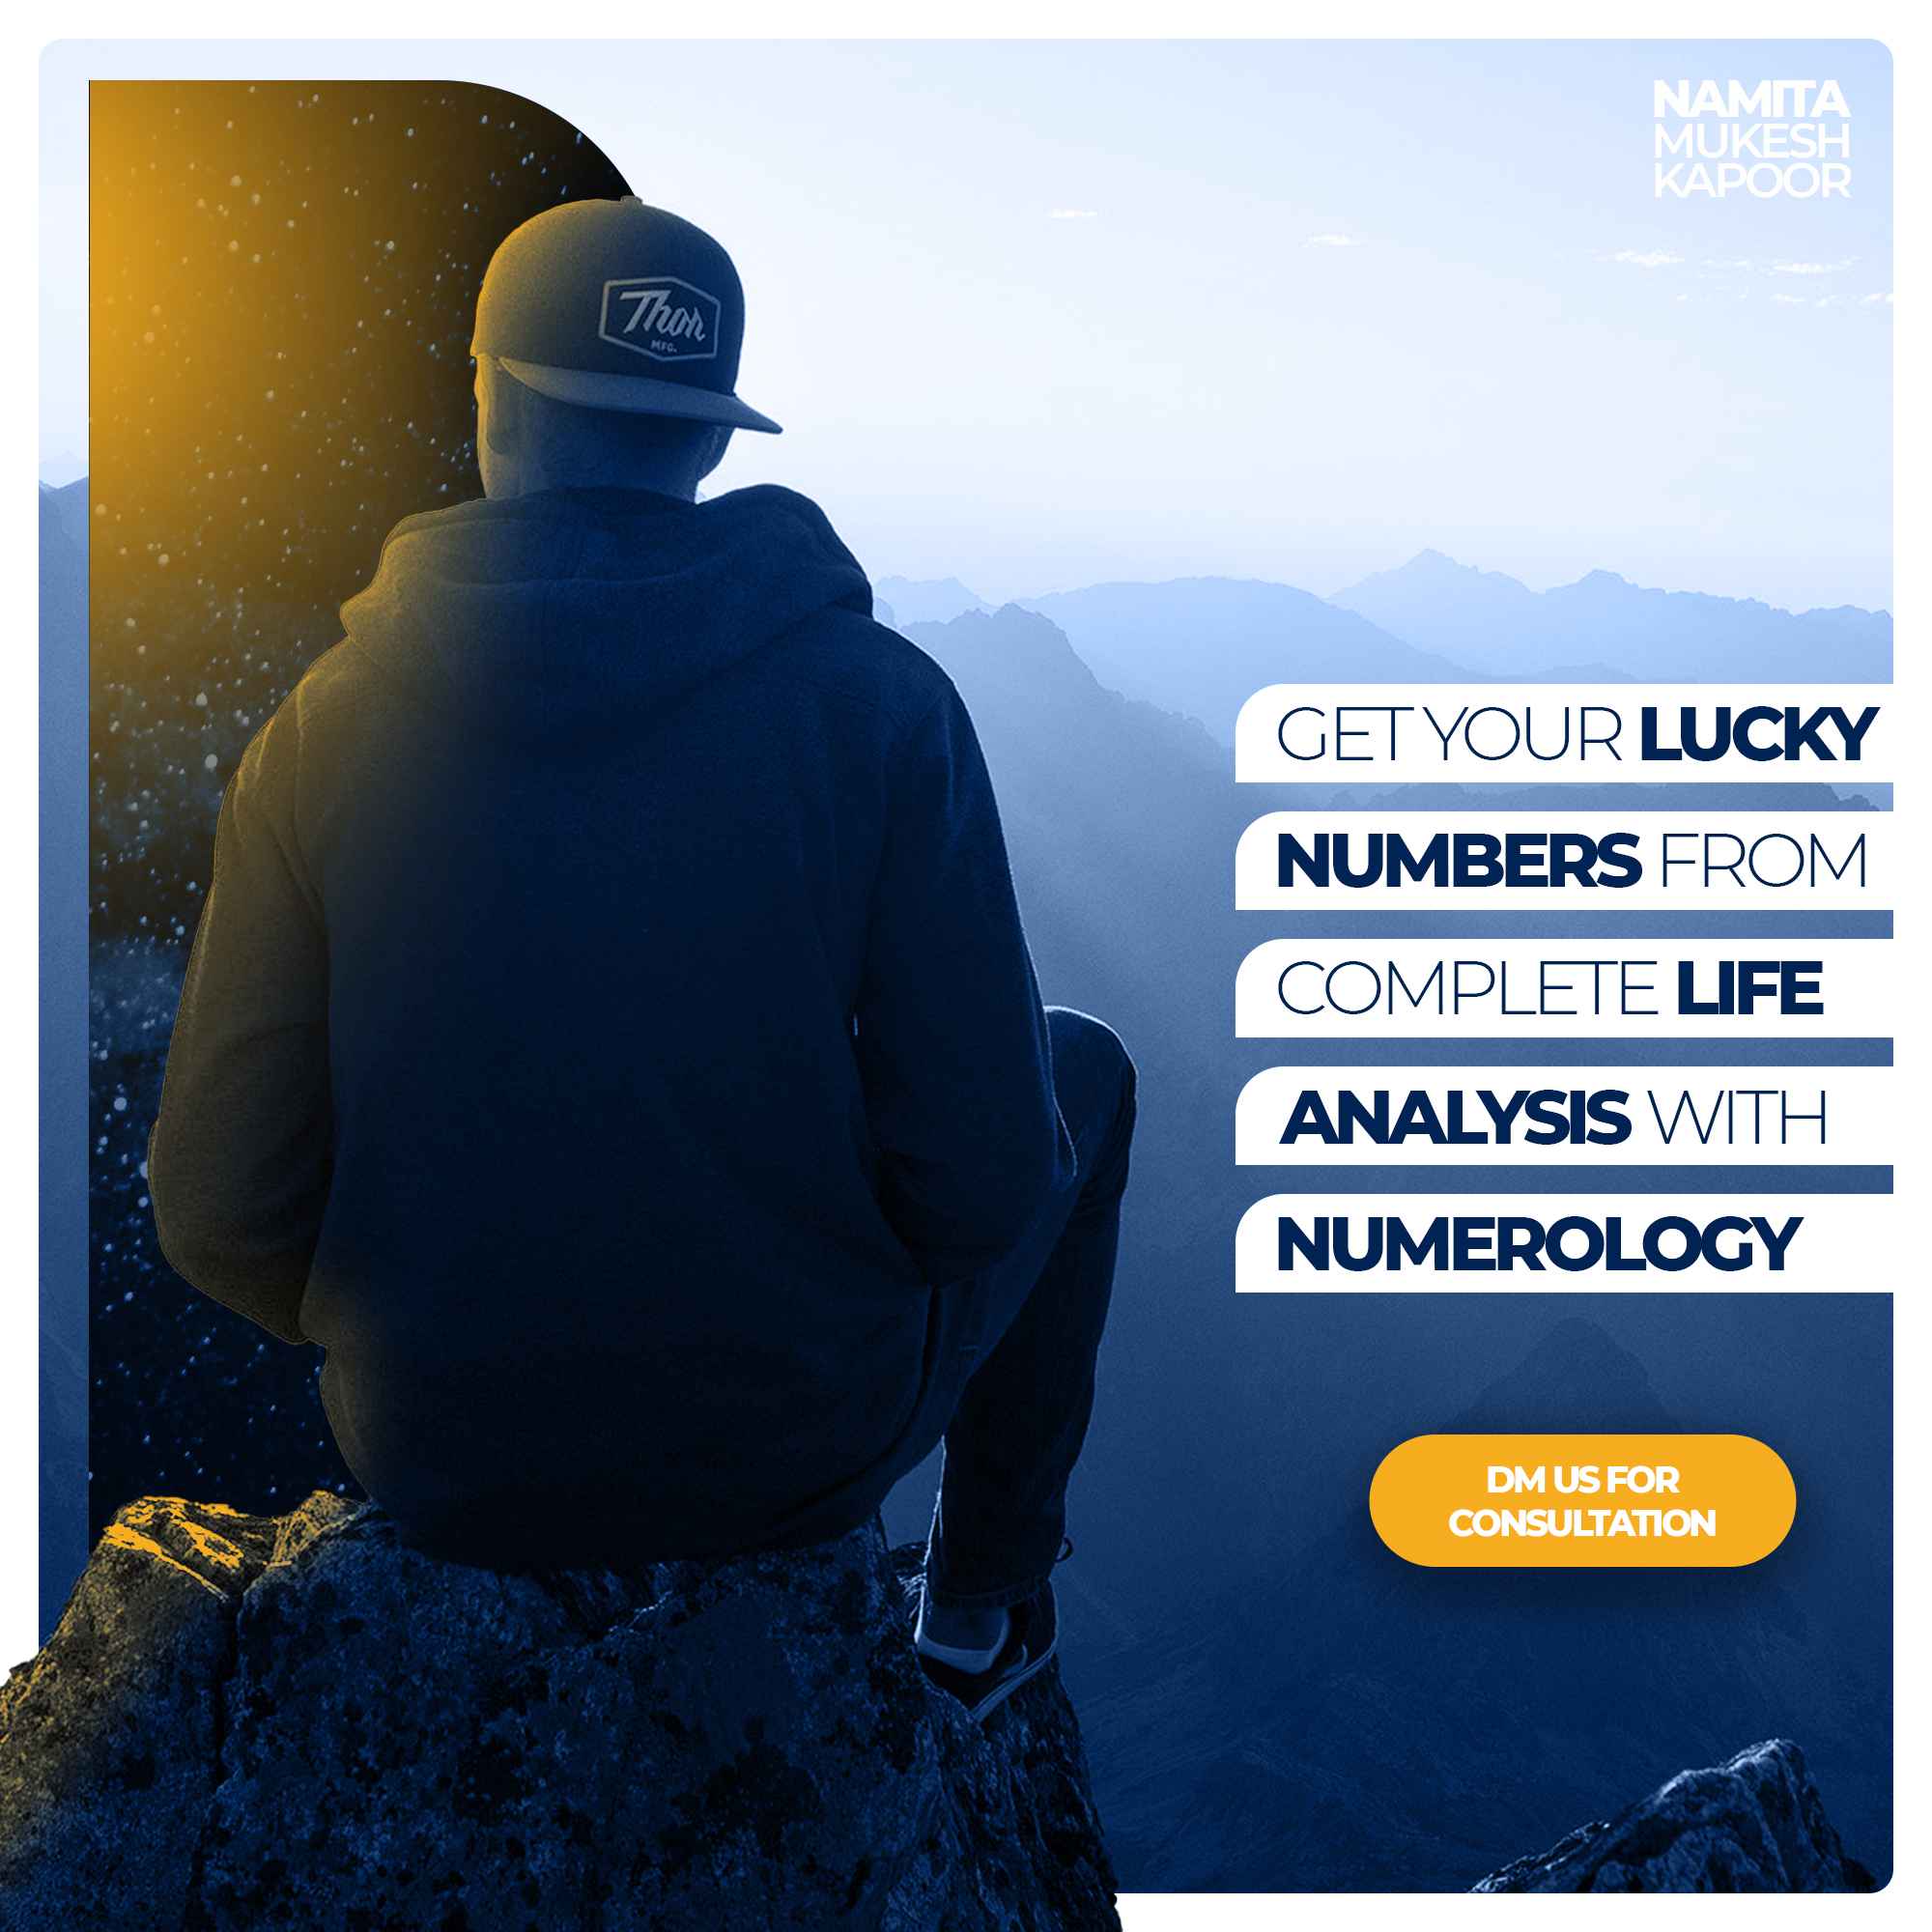 NAMITA
MUKESH
KAPOOR
Thor
MFG.
GET YOUR LUCKY
NUMBERS FROM
COMPLETE LIFE
ANALYSIS WITH
NUMEROLOGY
DM US FOR
CONSULTATION